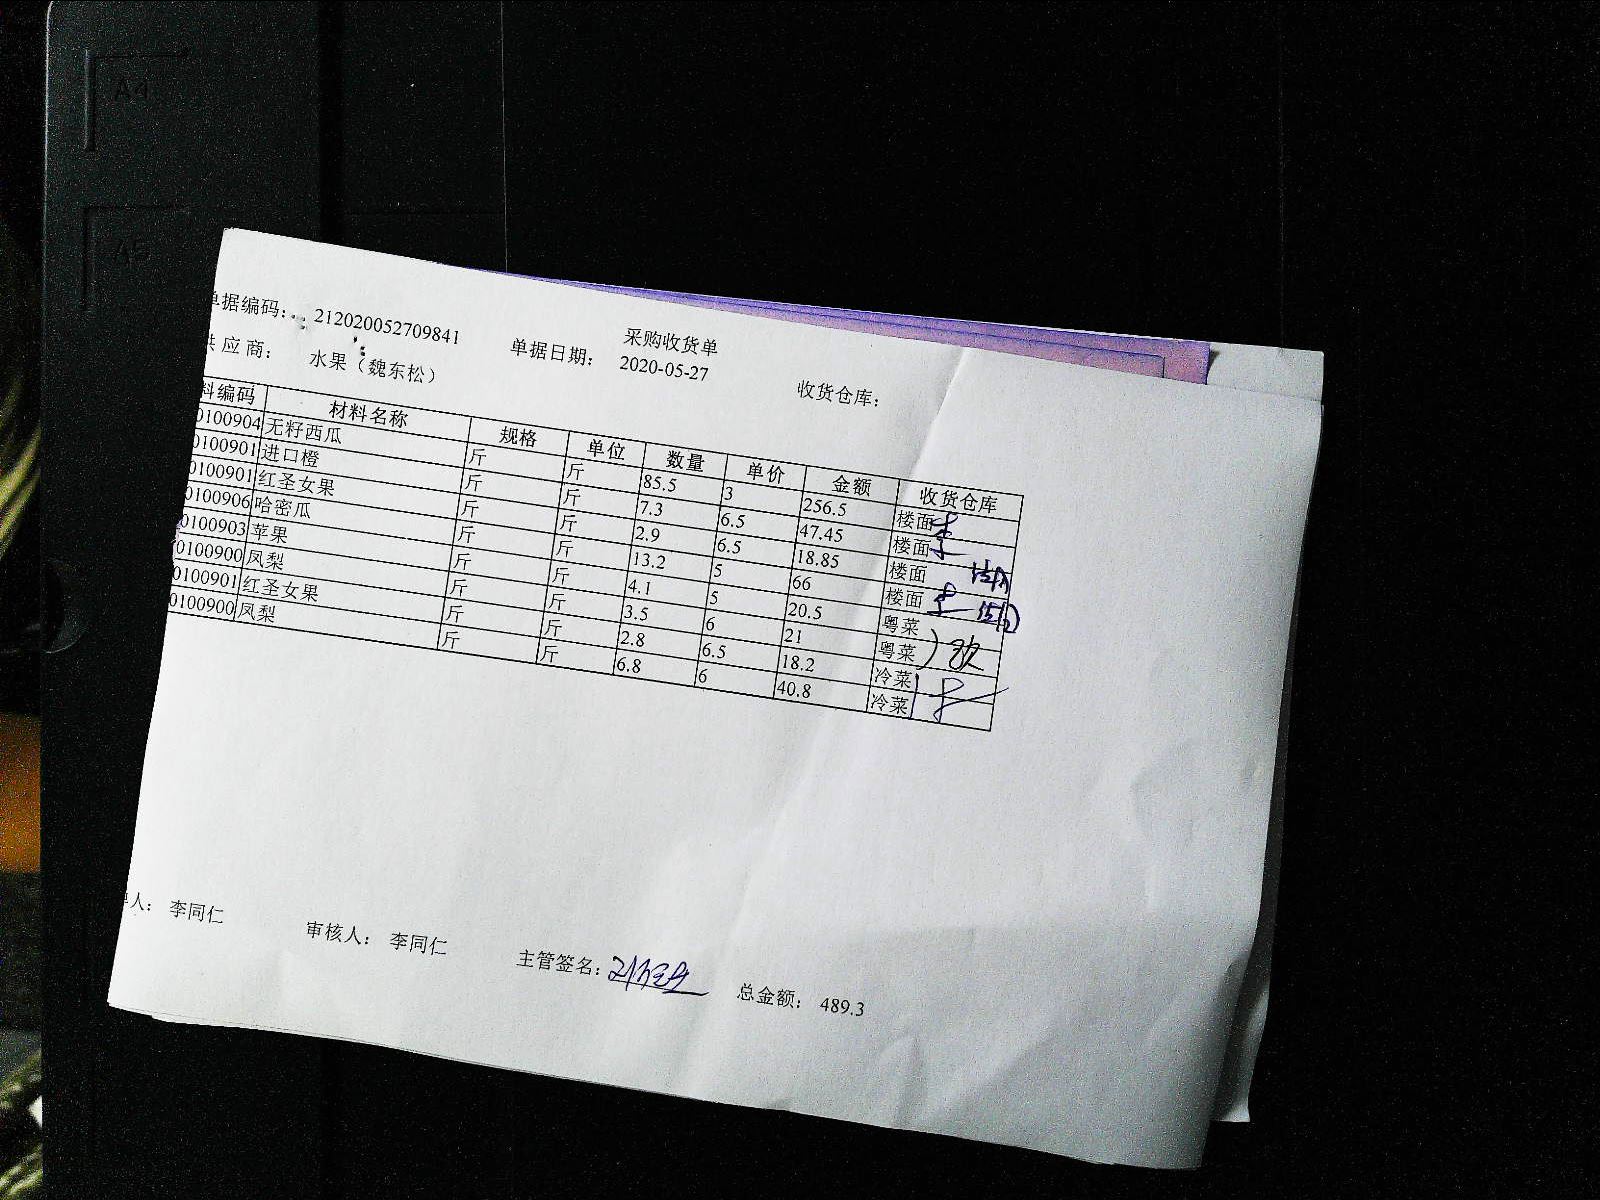 A4
A5
采购收货单
单据编码： 212020052709841 单据日期： 2020-05-27 收货仓库：
供应商： 水果（魏东松）
料编码 材料名称 规格 单位 数量 单价 金额 收货仓库
0100904 无籽西瓜 斤 斤 85.5 3 256.5 楼面
0100901 进口橙 斤 斤 7.3 6.5 47.45 楼面
0100901 红圣女果 斤 斤 2.9 6.5 18.85 楼面
0100906 哈密瓜 斤 斤 13.2 5 66 楼面
0100903 苹果 斤 斤 4.1 5 20.5 粤菜
0100900 凤梨 斤 斤 3.5 6 21 粤菜
0100901 红圣女果 斤 斤 2.8 6.5 18.2 冷菜
0100900 凤梨 斤 斤 6.8 6 40.8 冷菜
人： 李同仁 审核人： 李同仁 主管签名： 总金额： 489.3